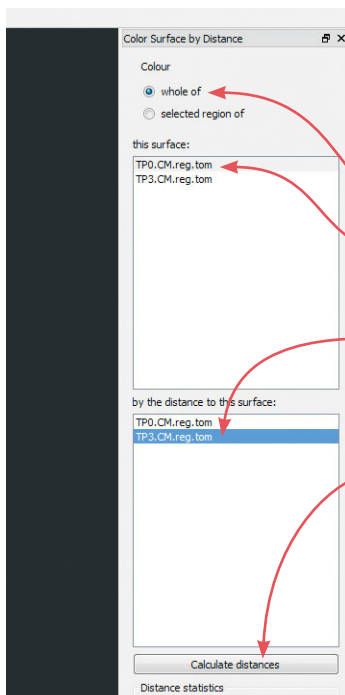 Color Surface by Distance
Colour
whole of
selected region of
this surface:
TP0.CM.reg.tom
TP3.CM.reg.tom
by the distance to this surface:
TP0.CM.reg.tom
TP3.CM.reg.tom
Calculate distances
Distance statistics